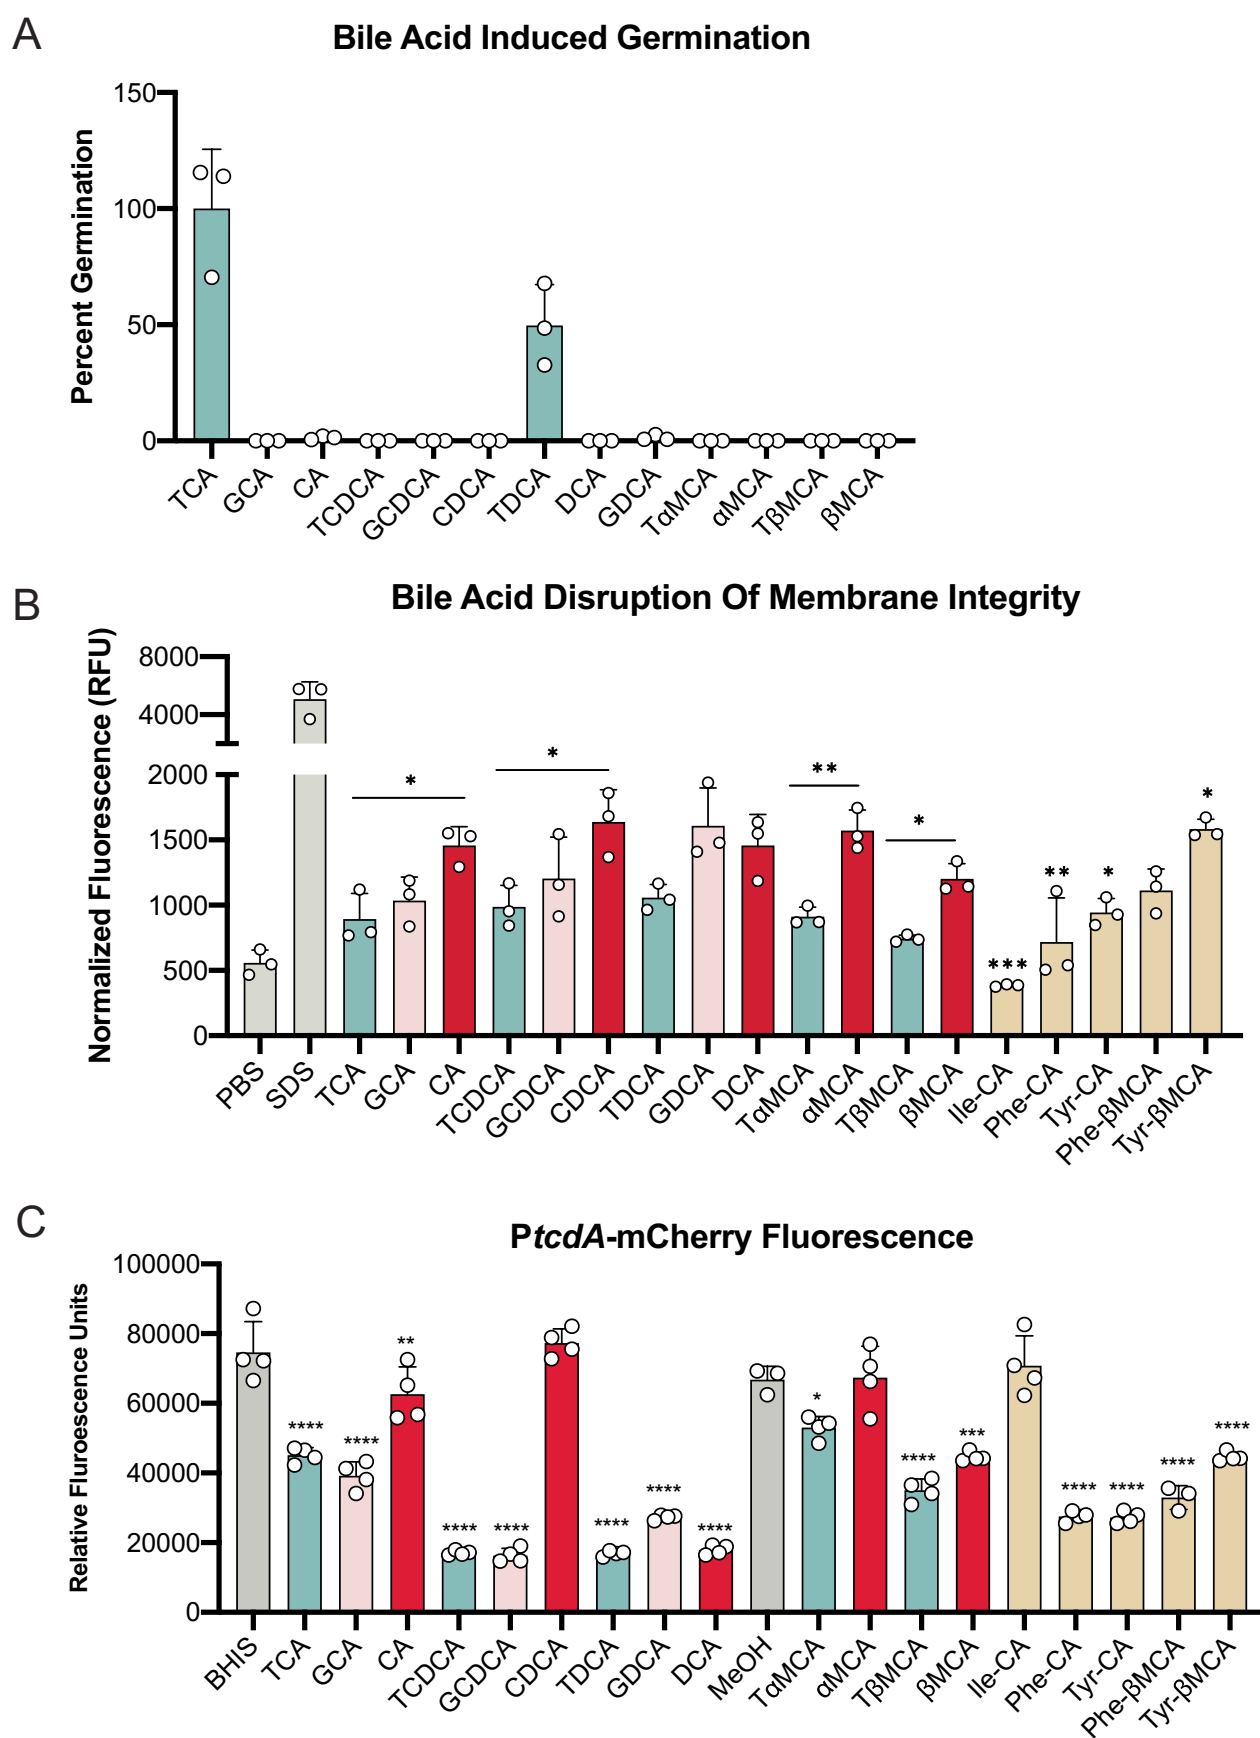 A
Bile Acid Induced Germination
Percent Germination
150
100
50
0
TCA
GCA
CA
TCDCA
GCDCA
CDCA
TDCA
DCA
GDCA
TαMCA
αMCA
TβMCA
βMCA
B
Bile Acid Disruption Of Membrane Integrity
Normalized Fluorescence (RFU)
8000
4000
2000
1500
1000
500
0
*
*
**
*
***
**
*
*
PBS
SDS
TCA
GCA
CA
TCDCA
GCDCA
CDCA
TDCA
GDCA
DCA
TαMCA
αMCA
TβMCA
βMCA
Ile-CA
Phe-CA
Tyr-CA
Phe-βMCA
Tyr-βMCA
C
PtcdA-mCherry Fluorescence
Relative Fluroescence Units
100000
80000
60000
40000
20000
0
****
****
**
****
****
****
****
****
*
****
***
****
****
****
****
BHIS
TCA
GCA
CA
TCDCA
GCDCA
CDCA
TDCA
GDCA
DCA
MeOH
TαMCA
αMCA
TβMCA
βMCA
Ile-CA
Phe-CA
Tyr-CA
Phe-βMCA
Tyr-βMCA